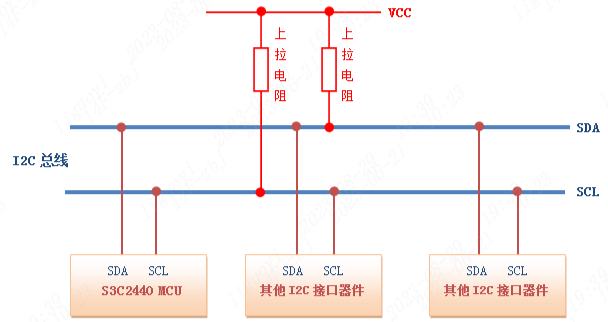 VCC
上拉电阻
上拉电阻
SDA
I2C 总线
SCL
SDA SCL
S3C2440 MCU
SDA SCL
其他 I2C 接口器件
SDA SCL
其他 I2C 接口器件